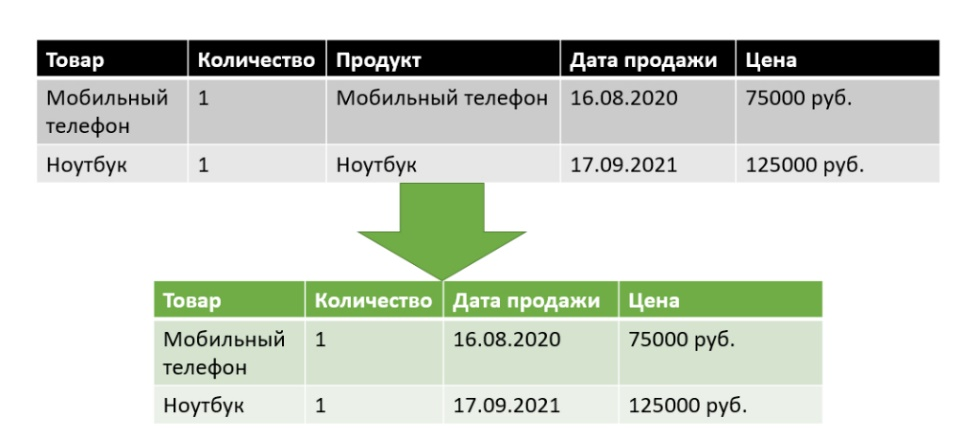 Товар Количество Продукт Дата продажи Цена
Мобильный 1 Мобильный телефон 16.08.2020 75000 руб.
телефон
Ноутбук 1 Ноутбук 17.09.2021 125000 руб.
Товар Количество Дата продажи Цена
Мобильный 1 16.08.2020 75000 руб.
телефон
Ноутбук 1 17.09.2021 125000 руб.